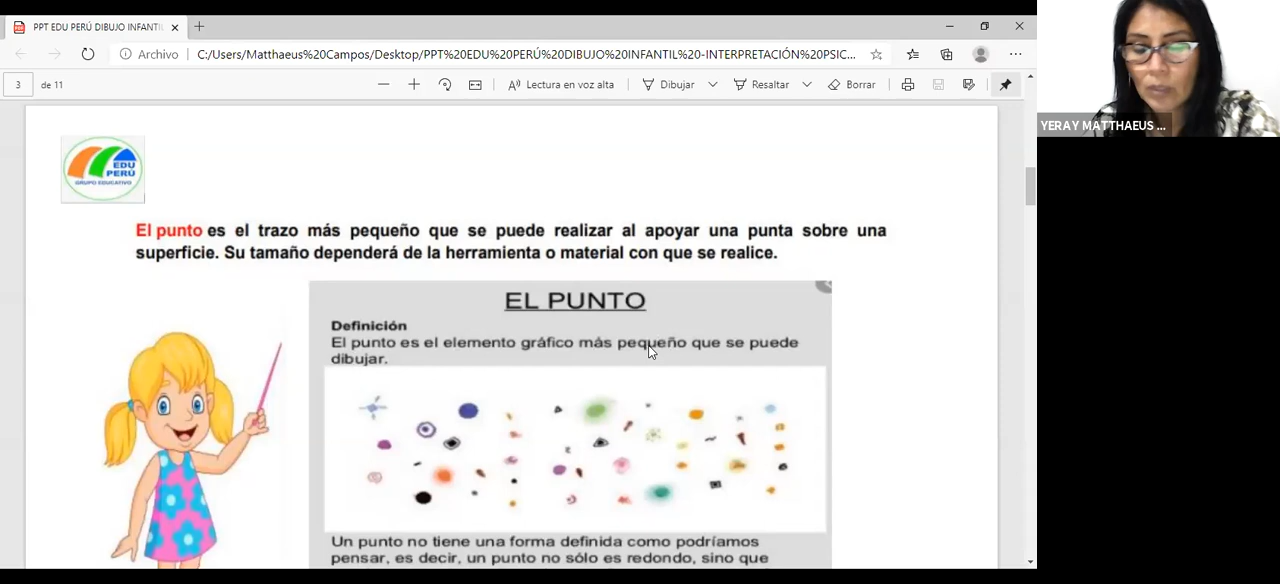 PPT EDU PERÚ DIBUJO INFANTIL
Archivo
C:/Users/Matthaeus%20Campos/Desktop/PPT%20EDU%20PERÚ%20DIBUJO%20INFANTIL%20-INTERPRETACIÓN%20PSIC...
3 de 11
Lectura en voz alta
Dibujar
Resaltar
Borrar
YERAY MATTHAEUS ...
EDU
PERÚ
GRUPO EDUCATIVO
El punto es el trazo más pequeño que se puede realizar al apoyar una punta sobre una
superficie. Su tamaño dependerá de la herramienta o material con que se realice.
EL PUNTO
Definición
El punto es el elemento gráfico más pequeño que se puede
dibujar.
Un punto no tiene una forma definida como podríamos
pensar, es decir, un punto no sólo es redondo, sino que